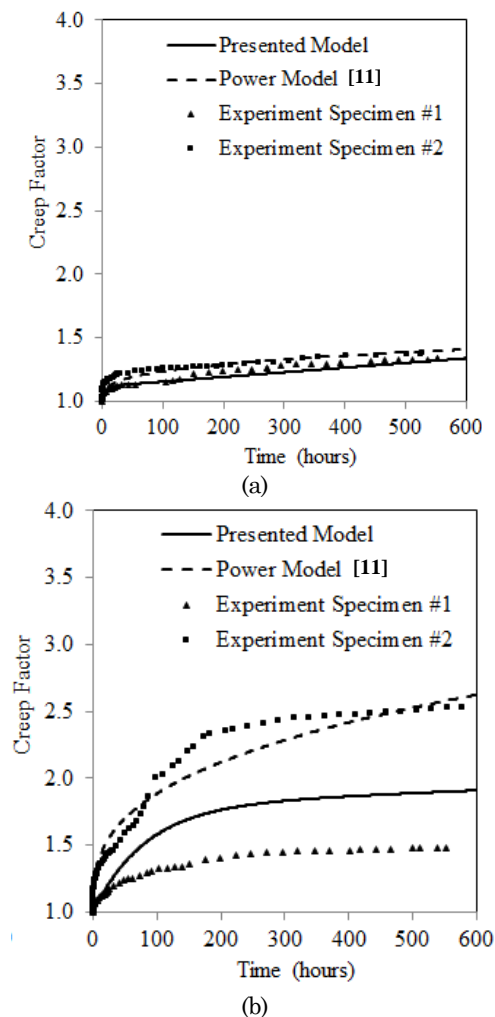 4.0
3.5
3.0
2.5
2.0
1.5
1.0
Creep Factor
Presented Model
Power Model [11]
Experiment Specimen #1
Experiment Specimen #2
0 100 200 300 400 500 600
Time (hours)
(a)
4.0
3.5
3.0
2.5
2.0
1.5
1.0
Creep Factor
Presented Model
Power Model [11]
Experiment Specimen #1
Experiment Specimen #2
0 100 200 300 400 500 600
Time (hours)
(b)